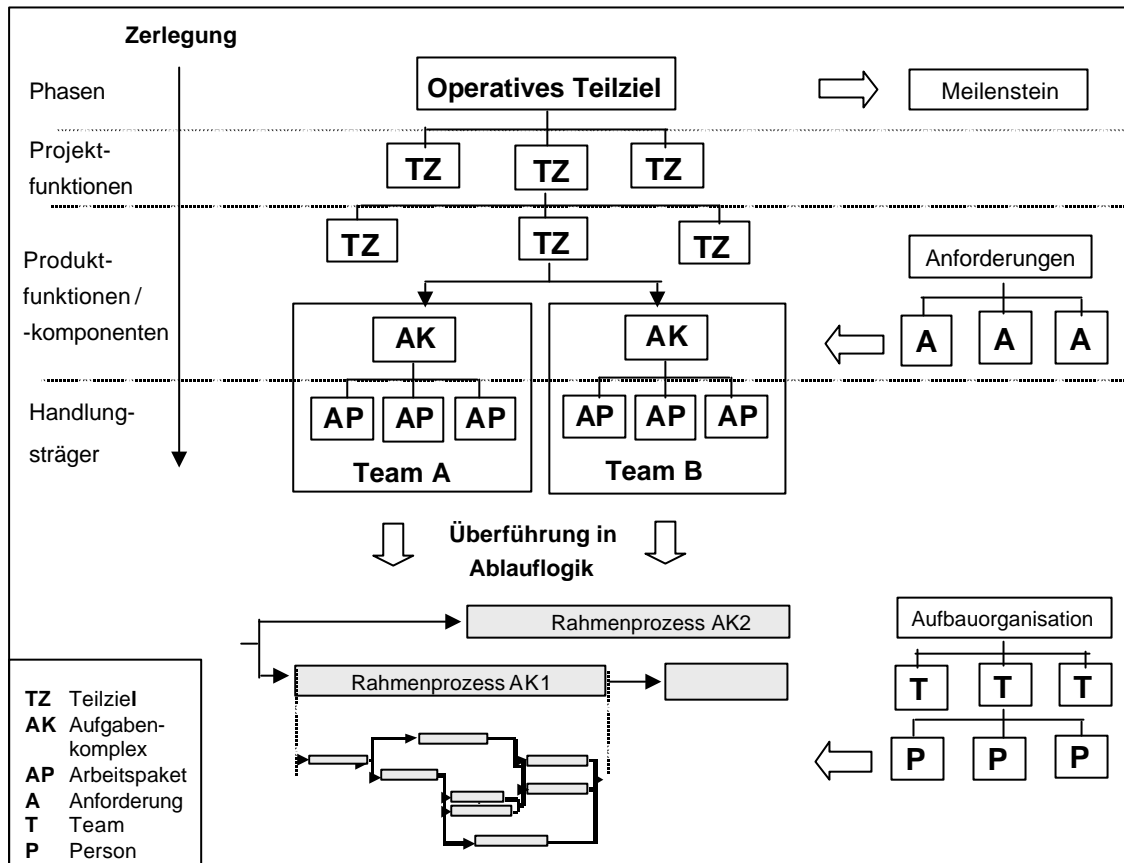 Zerlegung
Phasen
Operatives Teilziel
Meilenstein
Projekt-
funktionen
TZ TZ TZ
TZ TZ TZ
Produkt-
funktionen /
-komponenten
Anforderungen
A A A
AK AK
Handlung-
sträger
AP AP AP AP AP AP
Team A Team B
Überführung in
Ablauflogik
Rahmenprozess AK2
Rahmenprozess AK1
Aufbauorganisation
T T T
P P P
TZ Teilziel
AK Aufgaben-
komplex
AP Arbeitspaket
A Anforderung
T Team
P Person